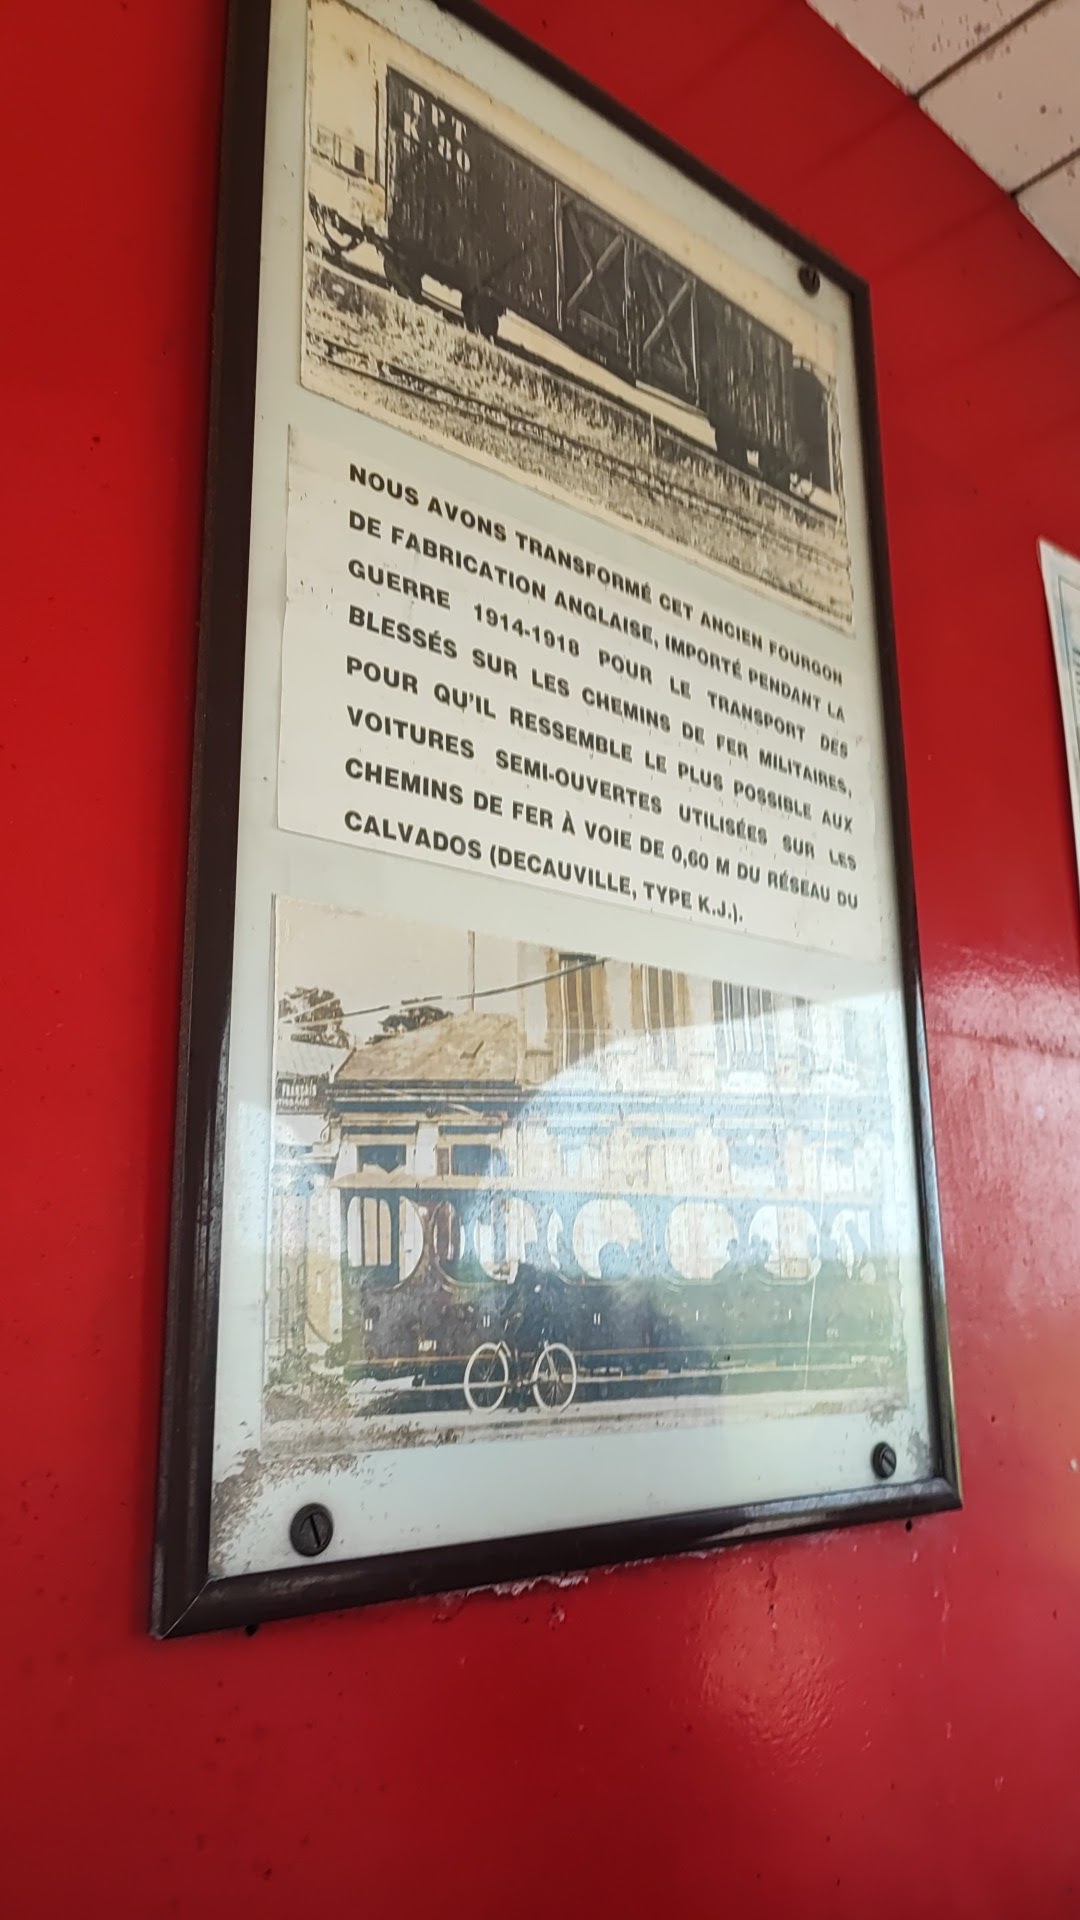 TPT
K 80
NOUS AVONS TRANSFORMÉ CET ANCIEN FOURGON
DE FABRICATION ANGLAISE, IMPORTÉ PENDANT LA
GUERRE 1914-1918 POUR LE TRANSPORT DES
BLESSÉS SUR LES CHEMINS DE FER MILITAIRES,
POUR QU'IL RESSEMBLE LE PLUS POSSIBLE AUX
VOITURES SEMI-OUVERTES UTILISÉES SUR LES
CHEMINS DE FER À VOIE DE 0,60 M DU RÉSEAU DU
CALVADOS (DECAUVILLE, TYPE K.J.).
FRANÇAIS